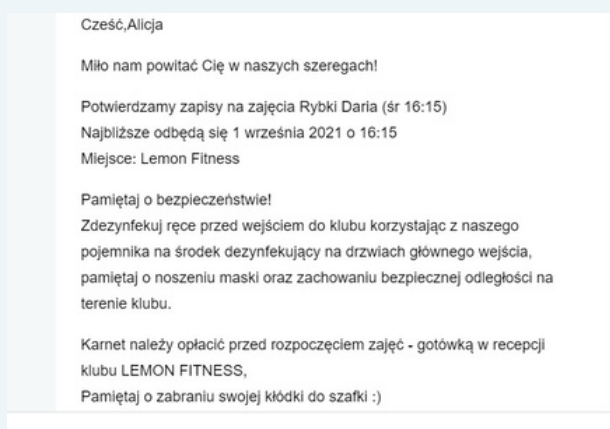 Cześć,Alicja
Miło nam powitać Cię w naszych szeregach!
Potwierdzamy zapisy na zajęcia Rybki Daria (śr 16:15)
Najbliższe odbędą się 1 września 2021 o 16:15
Miejsce: Lemon Fitness
Pamiętaj o bezpieczeństwie!
Zdezynfekuj ręce przed wejściem do klubu korzystając z naszego
pojemnika na środek dezynfekujący na drzwiach głównego wejścia,
pamiętaj o noszeniu maski oraz zachowaniu bezpiecznej odległości na
terenie klubu.
Karnet należy opłacić przed rozpoczęciem zajęć - gotówką w recepcji
klubu LEMON FITNESS,
Pamiętaj o zabraniu swojej kłódki do szafki :)